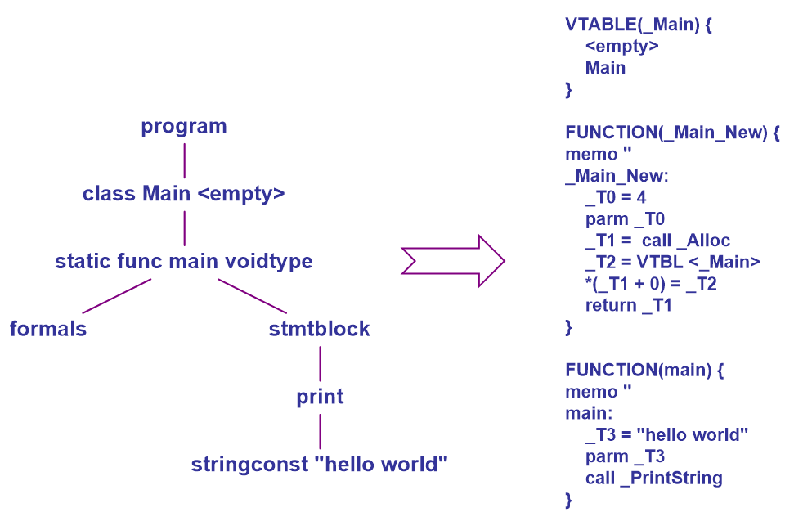 program
class Main <empty>
static func main voidtype
formals
stmtblock
print
stringconst "hello world"
VTABLE(_Main) {
<empty>
Main
}
FUNCTION(_Main_New) {
memo ''
_Main_New:
_T0 = 4
parm _T0
_T1 = call _Alloc
_T2 = VTBL <_Main>
*(_T1 + 0) = _T2
return _T1
}
FUNCTION(main) {
memo ''
main:
_T3 = "hello world"
parm _T3
call _PrintString
}